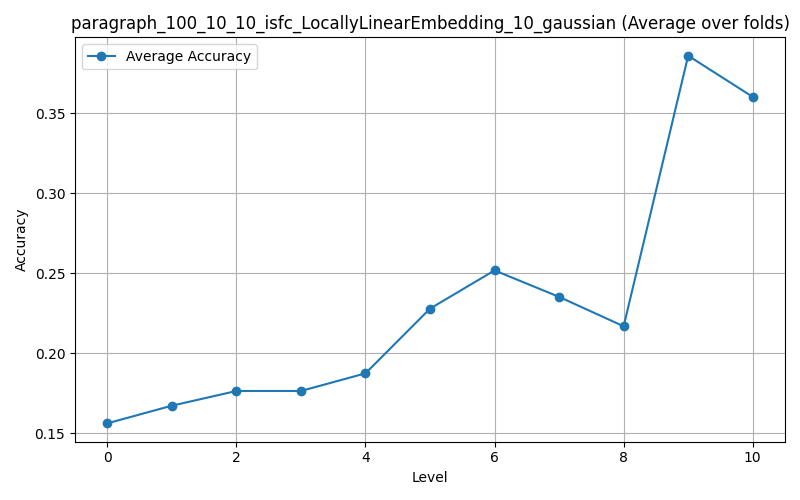 paragraph_100_10_10_isfc_LocallyLinearEmbedding_10_gaussian (Average over folds)
Average Accuracy
Accuracy
0.35
0.30
0.25
0.20
0.15
0 2 4 6 8 10
Level